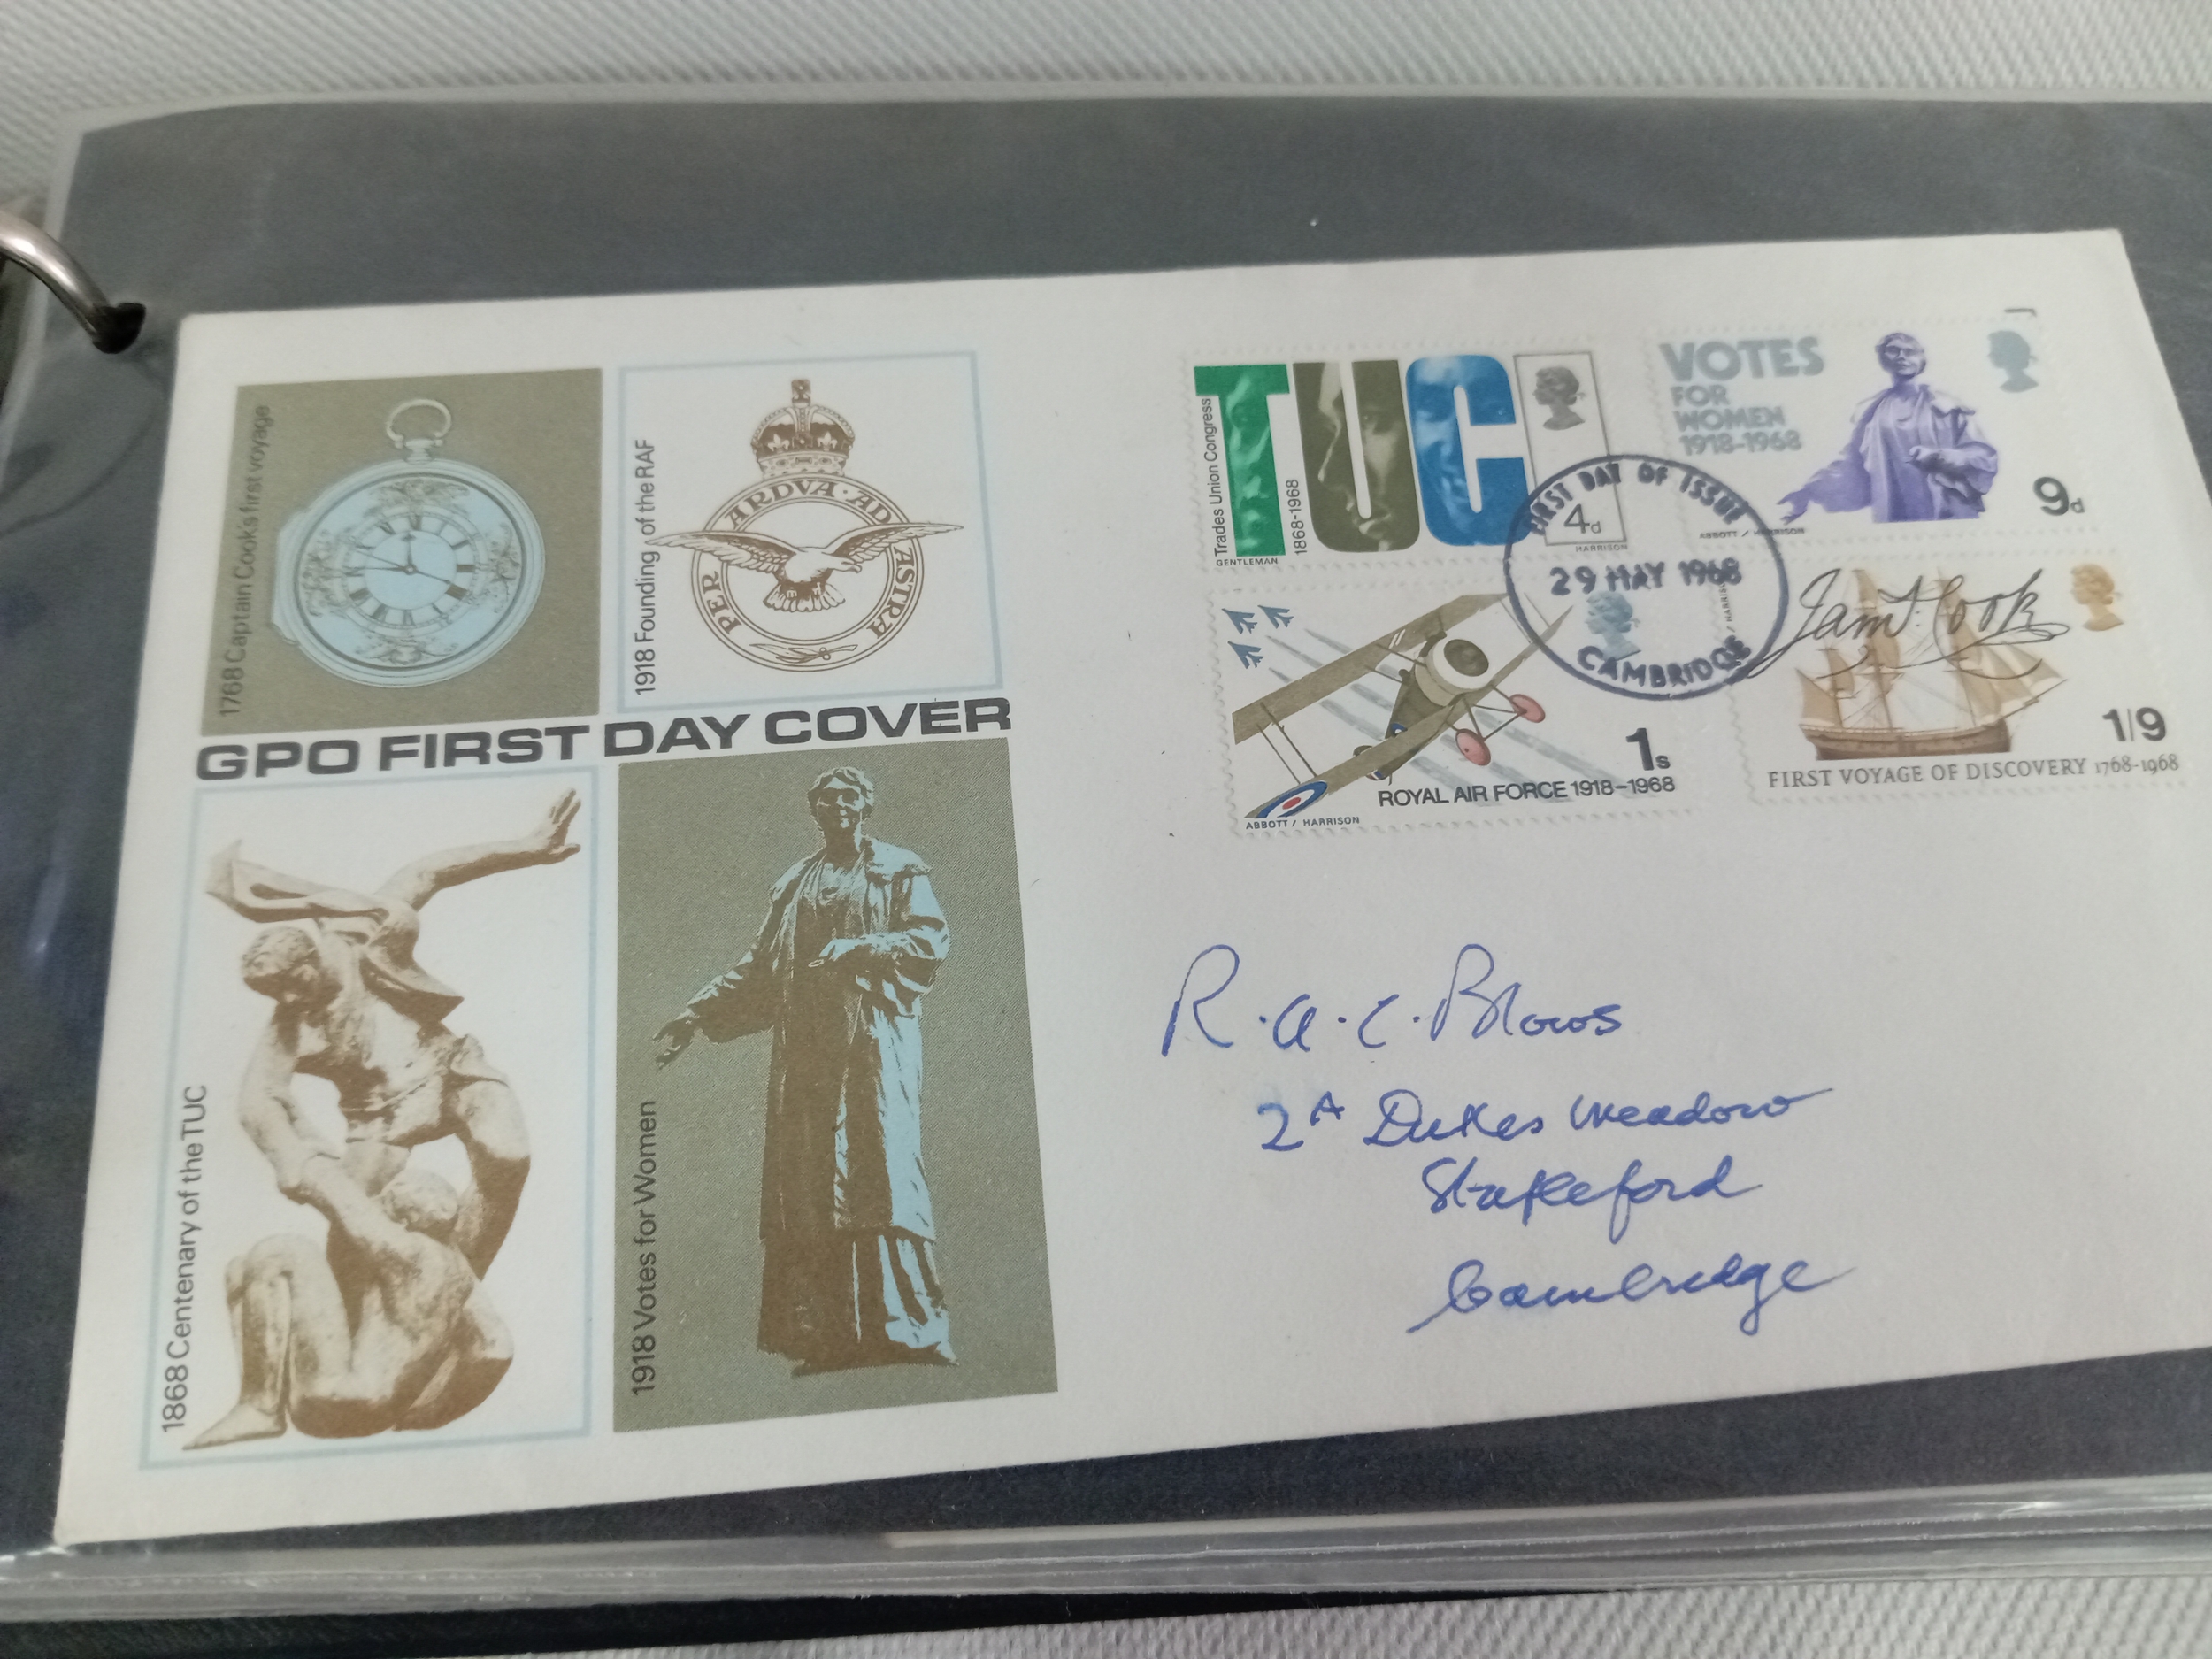 1768 Captain Cook's first voyage
1918 Founding of the RAF
PER ARDVA · AD ASTRA
GPO FIRST DAY COVER
1868 Centenary of the TUC
1918 Votes for Women
TUC
Trades Union Congress
1868-1968
GENTLEMAN
4d
HARRISON
VOTES
FOR
WOMEN
1918-1968
9d
ABBOTT / HARRISON
FIRST DAY OF ISSUE
29 MAY 1968
CAMBRIDGE
1s
ROYAL AIR FORCE 1918-1968
ABBOTT / HARRISON
Jams Cook
1/9
FIRST VOYAGE OF DISCOVERY 1768-1968
R.A.C. Blows
2A Dukes Meadow
Stapleford
Cambridge